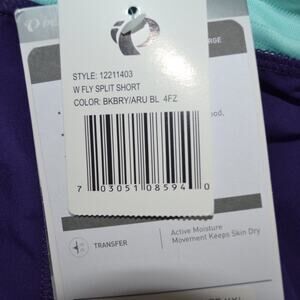 STYLE: 12211403
W FLY SPLIT SHORT
COLOR: BKBRY/ARU BL 4FZ
7 03051 08594 0
TRANSFER
Active Moisture
Movement Keeps Skin Dry